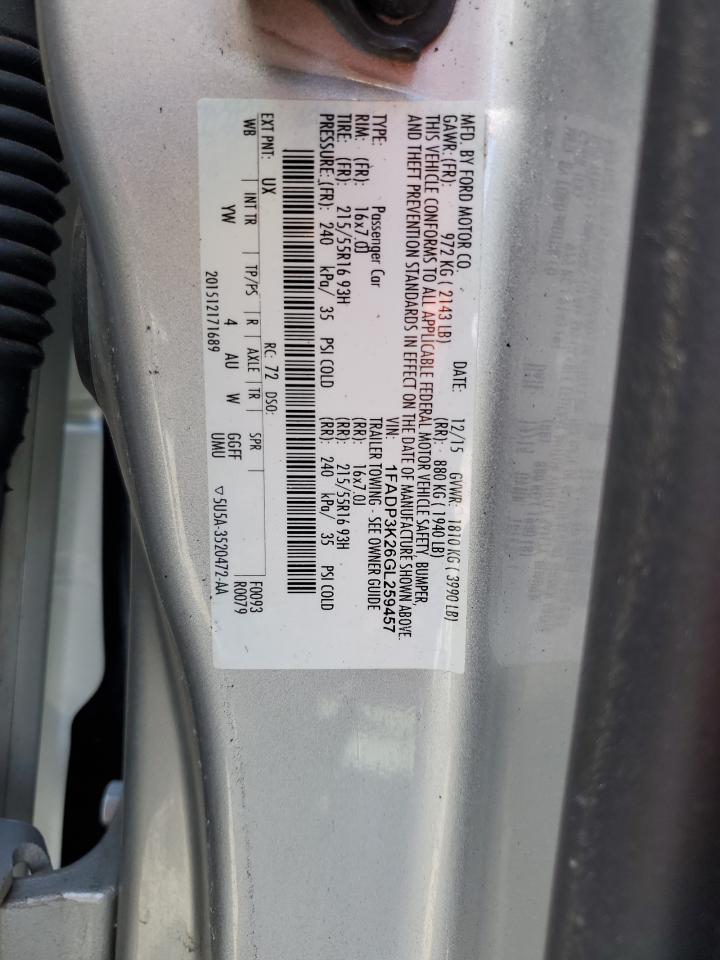 MFD. BY FORD MOTOR CO.
DATE: 12/15 GVWR: 1810 KG ( 3990 LB)
GAWR: (FR): 972 KG ( 2143 LB) (RR): 880 KG ( 1940 LB)
THIS VEHICLE CONFORMS TO ALL APPLICABLE FEDERAL MOTOR VEHICLE SAFETY, BUMPER,
AND THEFT PREVENTION STANDARDS IN EFFECT ON THE DATE OF MANUFACTURE SHOWN ABOVE.
VIN: 1FADP3K26GL259457
TYPE: Passenger Car TRAILER TOWING - SEE OWNER GUIDE
RIM: (FR): 16x7.0J (RR): 16x7.0J
TIRE: (FR): 215/55R16 93H (RR): 215/55R16 93H
PRESSURE: (FR): 240 kPa/ 35 PSI COLD (RR): 240 kPa/ 35 PSI COLD
EXT PNT: UX RC: 72 DSO: F0093
WB INT TR TP/PS R AXLE TR SPR R0079
YW 4 AU W GGFF
UMU
201512171689 ▽5U5A-3520472-AA